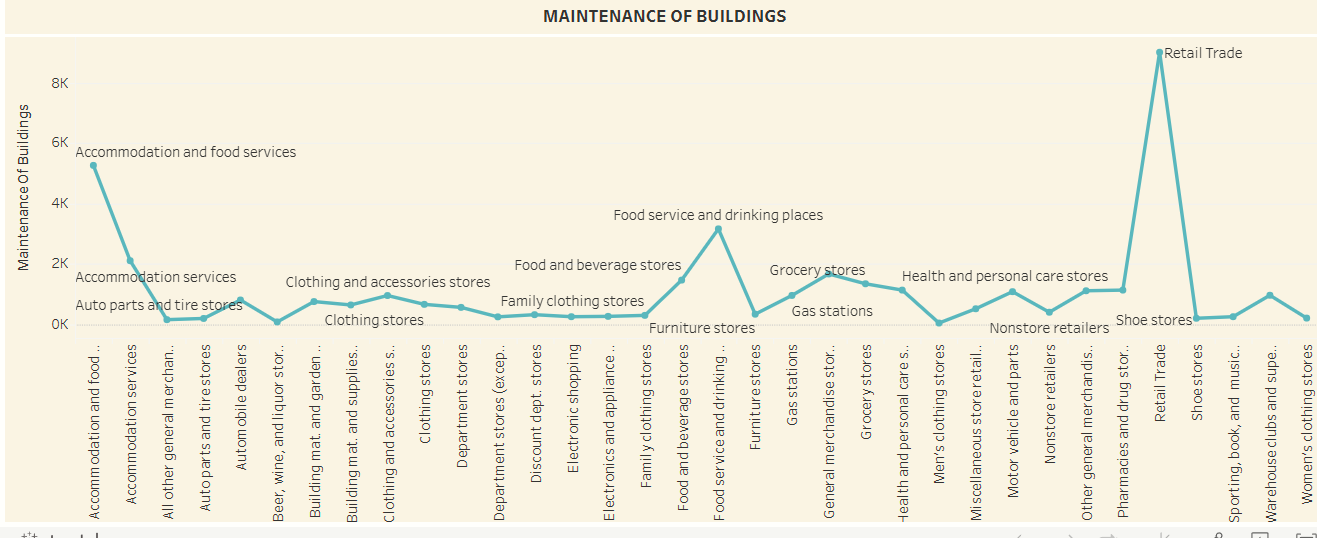 MAINTENANCE OF BUILDINGS
Maintenance Of Buildings
8K
6K
4K
2K
0K
Retail Trade
Accommodation and food services
Food service and drinking places
Food and beverage stores
Grocery stores
Health and personal care stores
Accommodation services
Clothing and accessories stores
Auto parts and tire stores
Family clothing stores
Gas stations
Clothing stores
Furniture stores
Nonstore retailers
Shoe stores
Accommodation and food ..
Accommodation services
All other general merchan..
Auto parts and tire stores
Automobile dealers
Beer, wine, and liquor stor..
Building mat. and garden ..
Building mat. and supplies..
Clothing and accessories s..
Clothing stores
Department stores
Department stores (excep..
Discount dept. stores
Electronic shopping
Electronics and appliance ..
Family clothing stores
Food and beverage stores
Food service and drinking ..
Furniture stores
Gas stations
General merchandise stor..
Grocery stores
Health and personal care s..
Men's clothing stores
Miscellaneous store retail..
Motor vehicle and parts
Nonstore retailers
Other general merchandis..
Pharmacies and drug stor..
Retail Trade
Shoe stores
Sporting, book, and music..
Warehouse clubs and supe..
Women's clothing stores